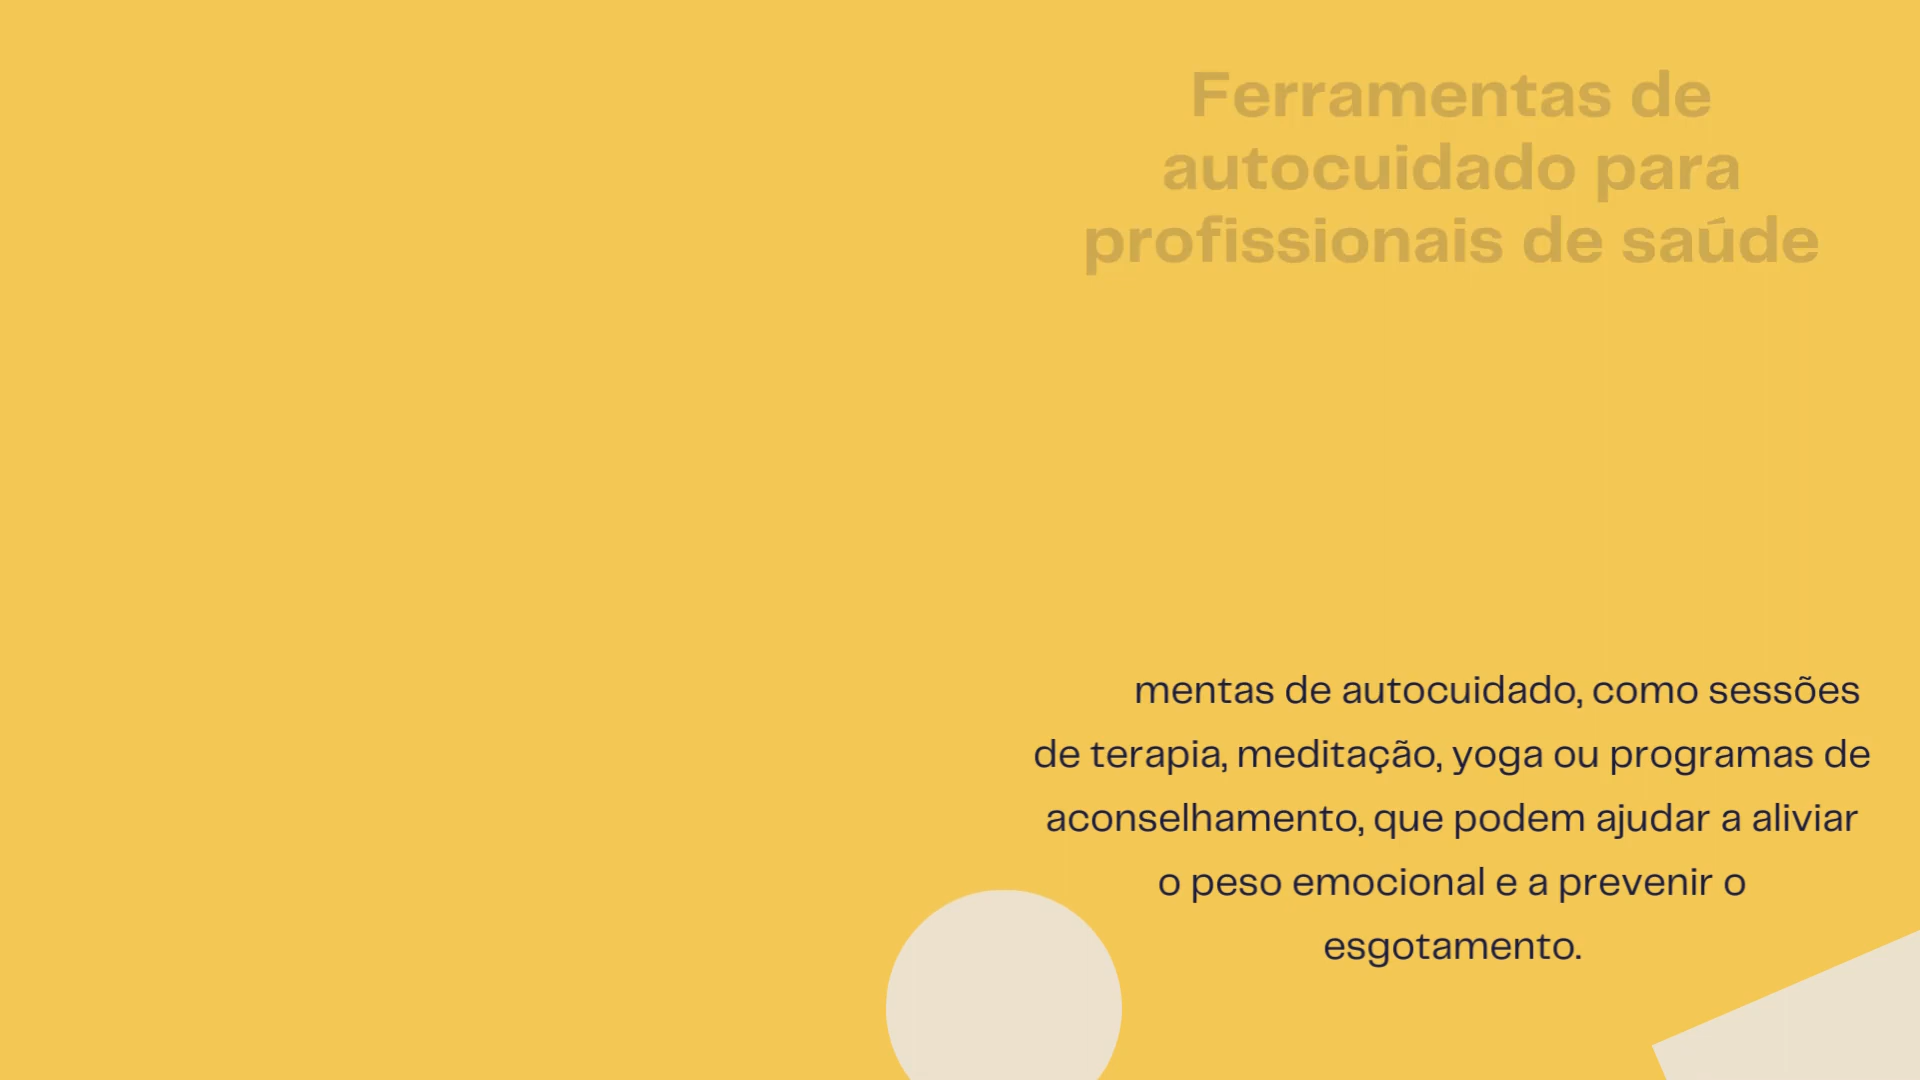 Ferramentas de
autocuidado para
profissionais de saúde
mentas de autocuidado, como sessões
de terapia, meditação, yoga ou programas de
aconselhamento, que podem ajudar a aliviar
o peso emocional e a prevenir o
esgotamento.